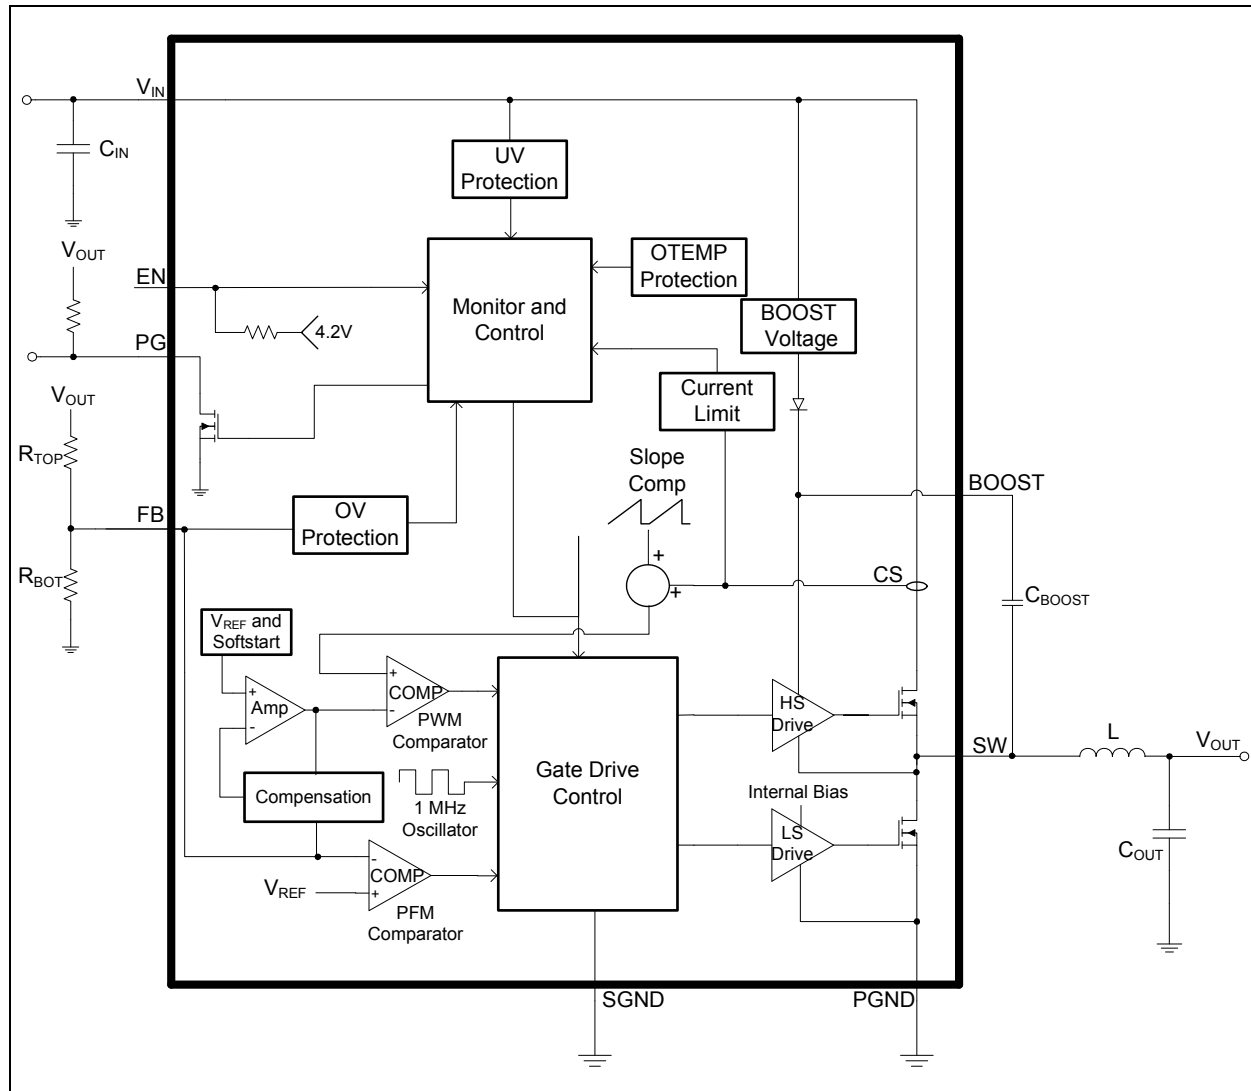 VIN
CIN
UV
Protection
VOUT
EN
OTEMP
Protection
Monitor and
Control
4.2V
BOOST
Voltage
PG
Current
Limit
VOUT
RTOP
Slope
Comp
BOOST
FB
OV
Protection
+
RBOT
CS
+
CBOOST
VREF and
Softstart
+
COMP
-
+
Amp
-
PWM
Comparator
HS
Drive
L
VOUT
SW
Gate Drive
Control
Compensation
1 MHz
Oscillator
Internal Bias
LS
Drive
COUT
-
COMP
+
VREF
PFM
Comparator
SGND
PGND